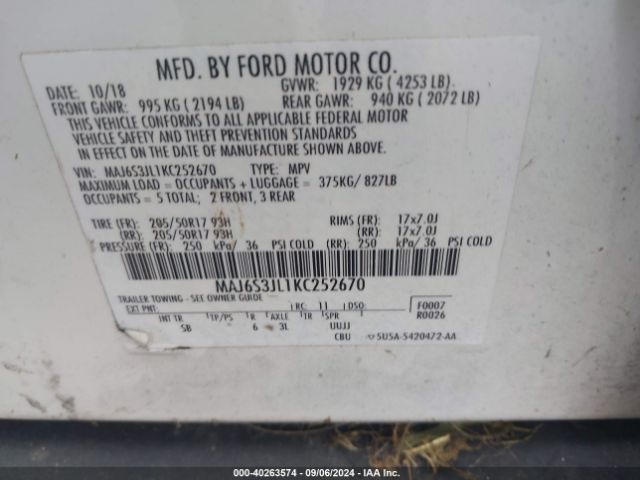 MFD. BY FORD MOTOR CO.
DATE: 10/18 GVWR: 1929 KG ( 4253 LB)
FRONT GAWR: 995 KG ( 2194 LB) REAR GAWR: 940 KG ( 2072 LB)
THIS VEHICLE CONFORMS TO ALL APPLICABLE FEDERAL MOTOR
VEHICLE SAFETY AND THEFT PREVENTION STANDARDS
IN EFFECT ON THE DATE OF MANUFACTURE SHOWN ABOVE.
VIN: MAJ6S3JL1KC252670 TYPE: MPV
MAXIMUM LOAD = OCCUPANTS + LUGGAGE = 375KG/ 827LB
OCCUPANTS = 5 TOTAL; 2 FRONT, 3 REAR
TIRE (FR): 205/50R17 93H RIMS (FR): 17x7.0J
(RR): 205/50R17 93H (RR): 17x7.0J
PRESSURE (FR): 250 kPa/ 36 PSI COLD (RR): 250 kPa/ 36 PSI COLD
MAJ6S3JL1KC252670
TRAILER TOWING - SEE OWNER GUIDE
EXT PNT: RC: 11 DSO: F0007
R0026
INT TR TP/PS R AXLE TR SPR
SB 6 3L UUJJ
CBU 5U5A-5420472-AA
000-40263574 | 09/06/2024 | IAA Inc.